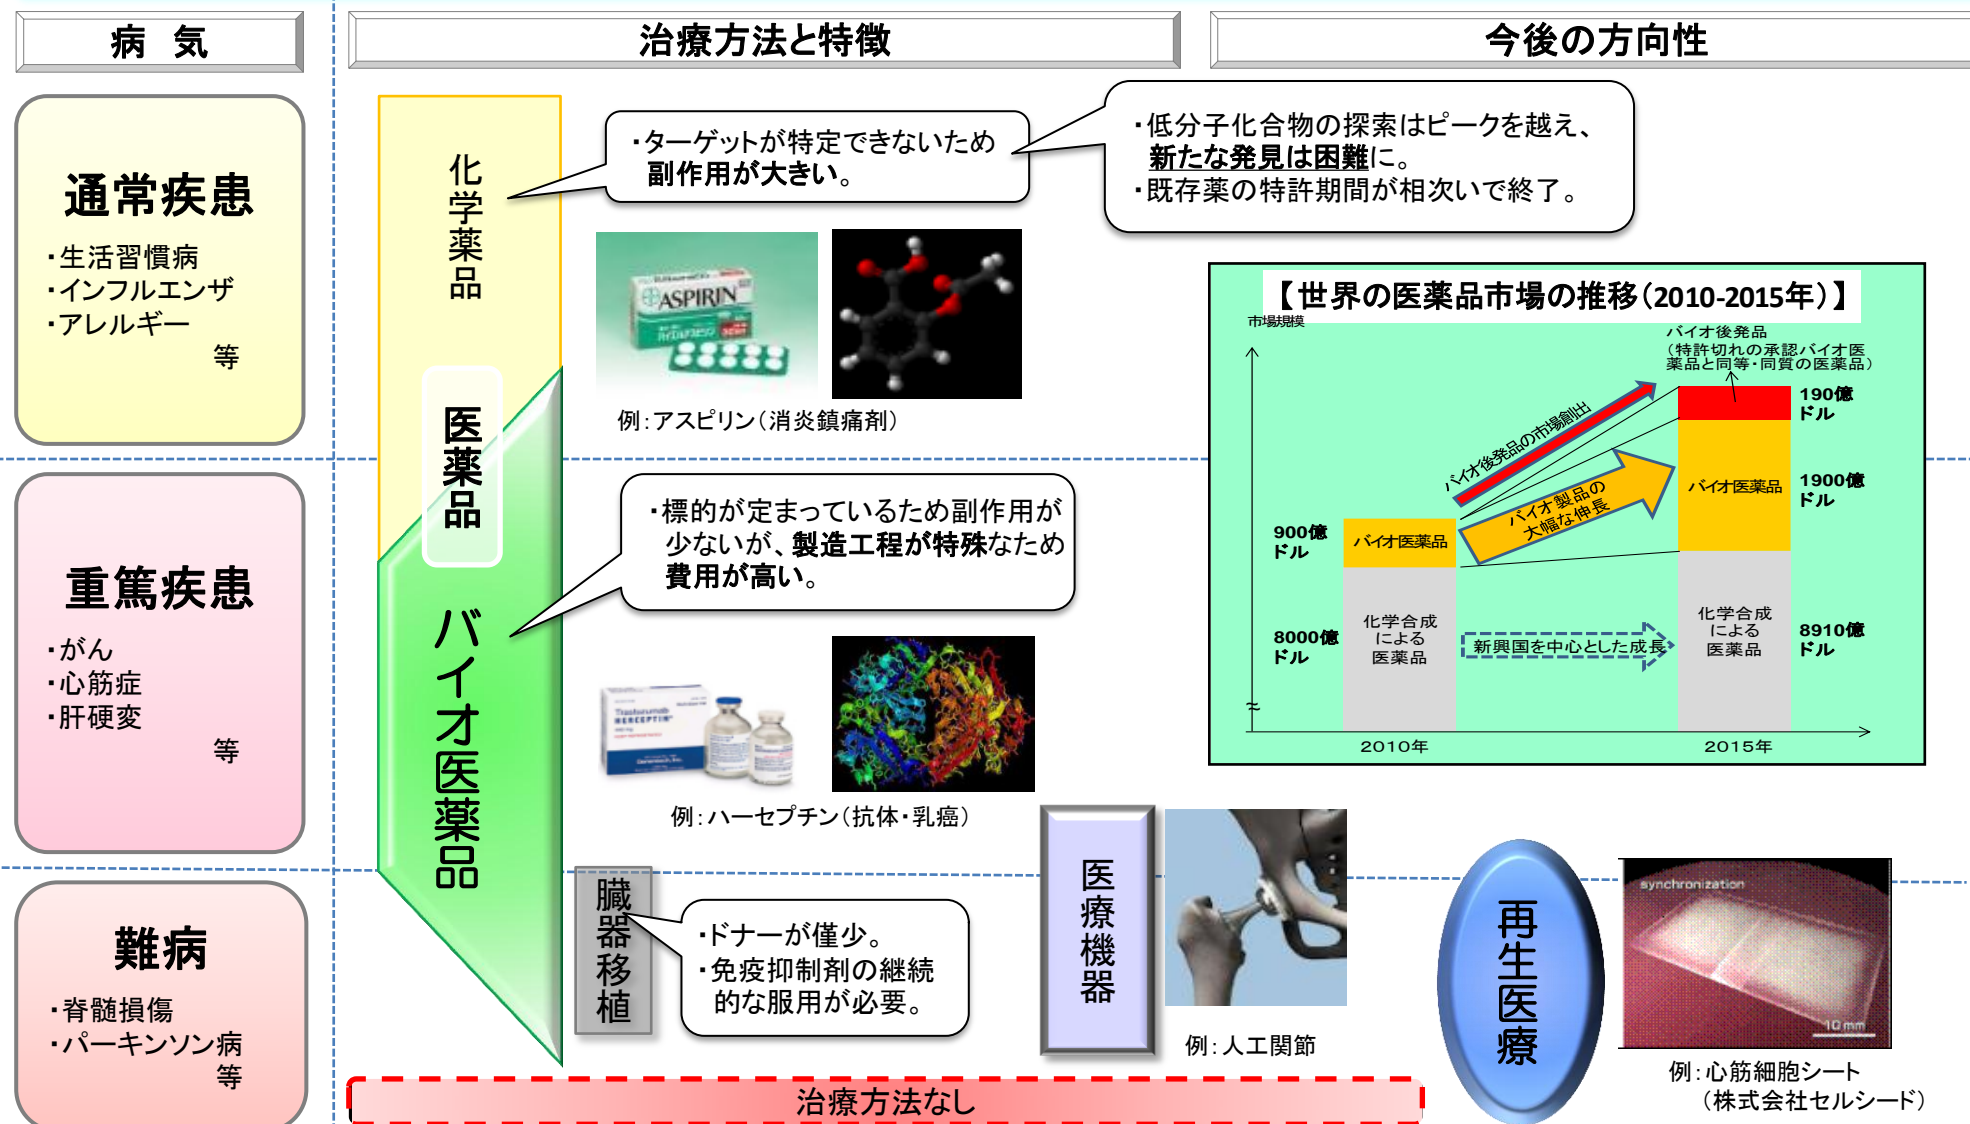 病 気
治療方法と特徴
今後の方向性
通常疾患
・生活習慣病
・インフルエンザ
・アレルギー
等
化学薬品
・ターゲットが特定できないため
副作用が大きい。
・低分子化合物の探索はピークを越え、
新たな発見は困難に。
・既存薬の特許期間が相次いで終了。
ASPIRIN
例：アスピリン（消炎鎮痛剤）
医薬品
【世界の医薬品市場の推移（2010-2015年）】
市場規模
バイオ後発品
（特許切れの承認バイオ医
薬品と同等・同質の医薬品）
190億
ドル
バイオ後発品の市場創出
バイオ製品の
大幅な伸長
バイオ医薬品
1900億
ドル
900億
ドル
バイオ医薬品
8000億
ドル
化学合成
による
医薬品
新興国を中心とした成長
化学合成
による
医薬品
8910億
ドル
2010年
2015年
重篤疾患
・がん
・心筋症
・肝硬変
等
バイオ医薬品
・標的が定まっているため副作用が
少ないが、製造工程が特殊なため
費用が高い。
Trastuzumab
HERCEPTIN
例：ハーセプチン（抗体・乳癌）
難病
・脊髄損傷
・パーキンソン病
等
臓器移植
・ドナーが僅少。
・免疫抑制剤の継続
的な服用が必要。
医療機器
例：人工関節
再生医療
synchronization
10 mm
例：心筋細胞シート
（株式会社セルシード）
治療方法なし